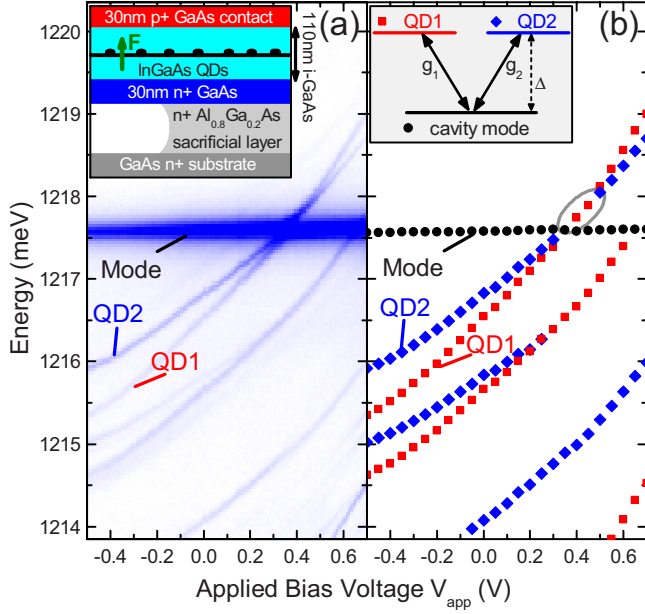 30nm p+ GaAs contact
(a)
F
InGaAs QDs
110nm i-GaAs
30nm n+ GaAs
n+ Al0.8Ga0.2As
sacrificial layer
GaAs n+ substrate
QD1
QD2
(b)
g1
g2
Δ
cavity mode
Mode
QD2
QD1
Mode
QD2
QD1
Energy (meV)
1220
1219
1218
1217
1216
1215
1214
-0.4 -0.2 0.0 0.2 0.4 0.6
-0.4 -0.2 0.0 0.2 0.4 0.6
Applied Bias Voltage Vapp (V)